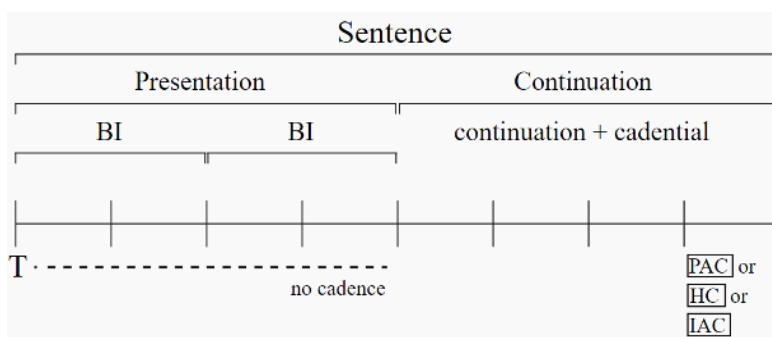 Sentence
Presentation Continuation
BI BI continuation + cadential
T
no cadence
PAC or
HC or
IAC